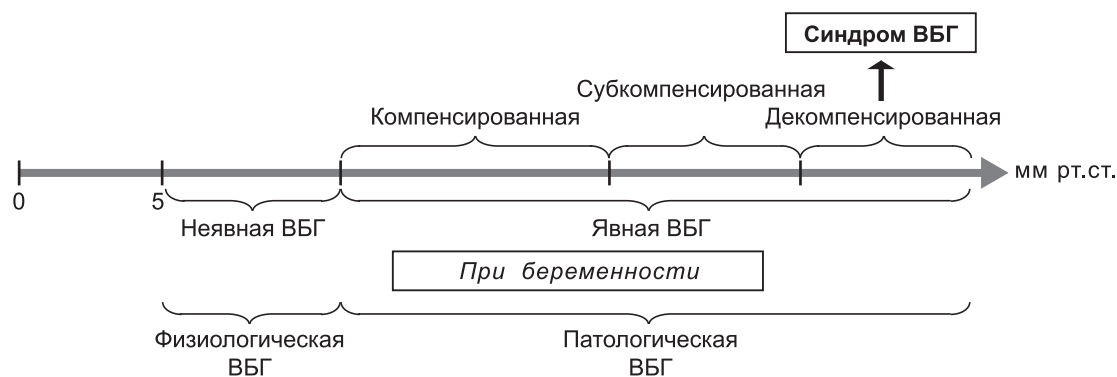 Синдром ВБГ
Субкомпенсированная
Компенсированная
Декомпенсированная
мм рт.ст.
0
5
Неявная ВБГ
Явная ВБГ
При беременности
Физиологическая
ВБГ
Патологическая
ВБГ